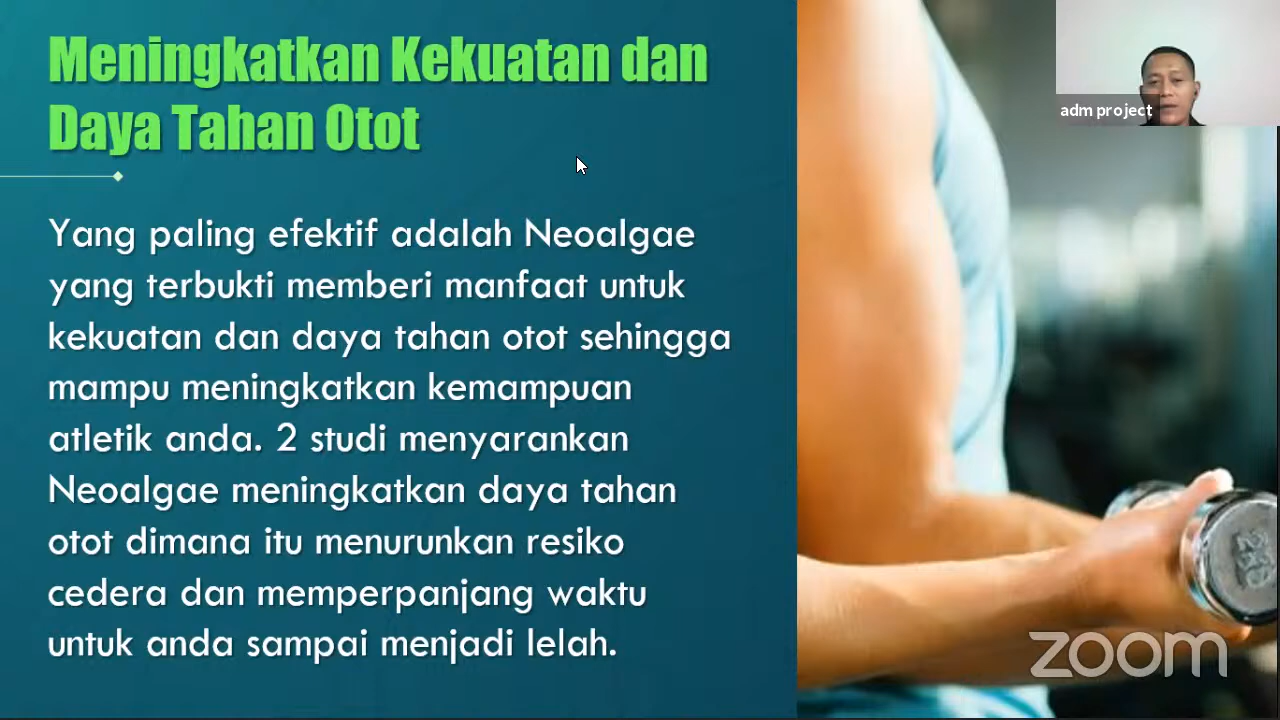 Meningkatkan Kekuatan dan
Daya Tahan Otot
Yang paling efektif adalah Neoalgae
yang terbukti memberi manfaat untuk
kekuatan dan daya tahan otot sehingga
mampu meningkatkan kemampuan
atletik anda. 2 studi menyarankan
Neoalgae meningkatkan daya tahan
otot dimana itu menurunkan resiko
cedera dan memperpanjang waktu
untuk anda sampai menjadi lelah.
adm project
zoom